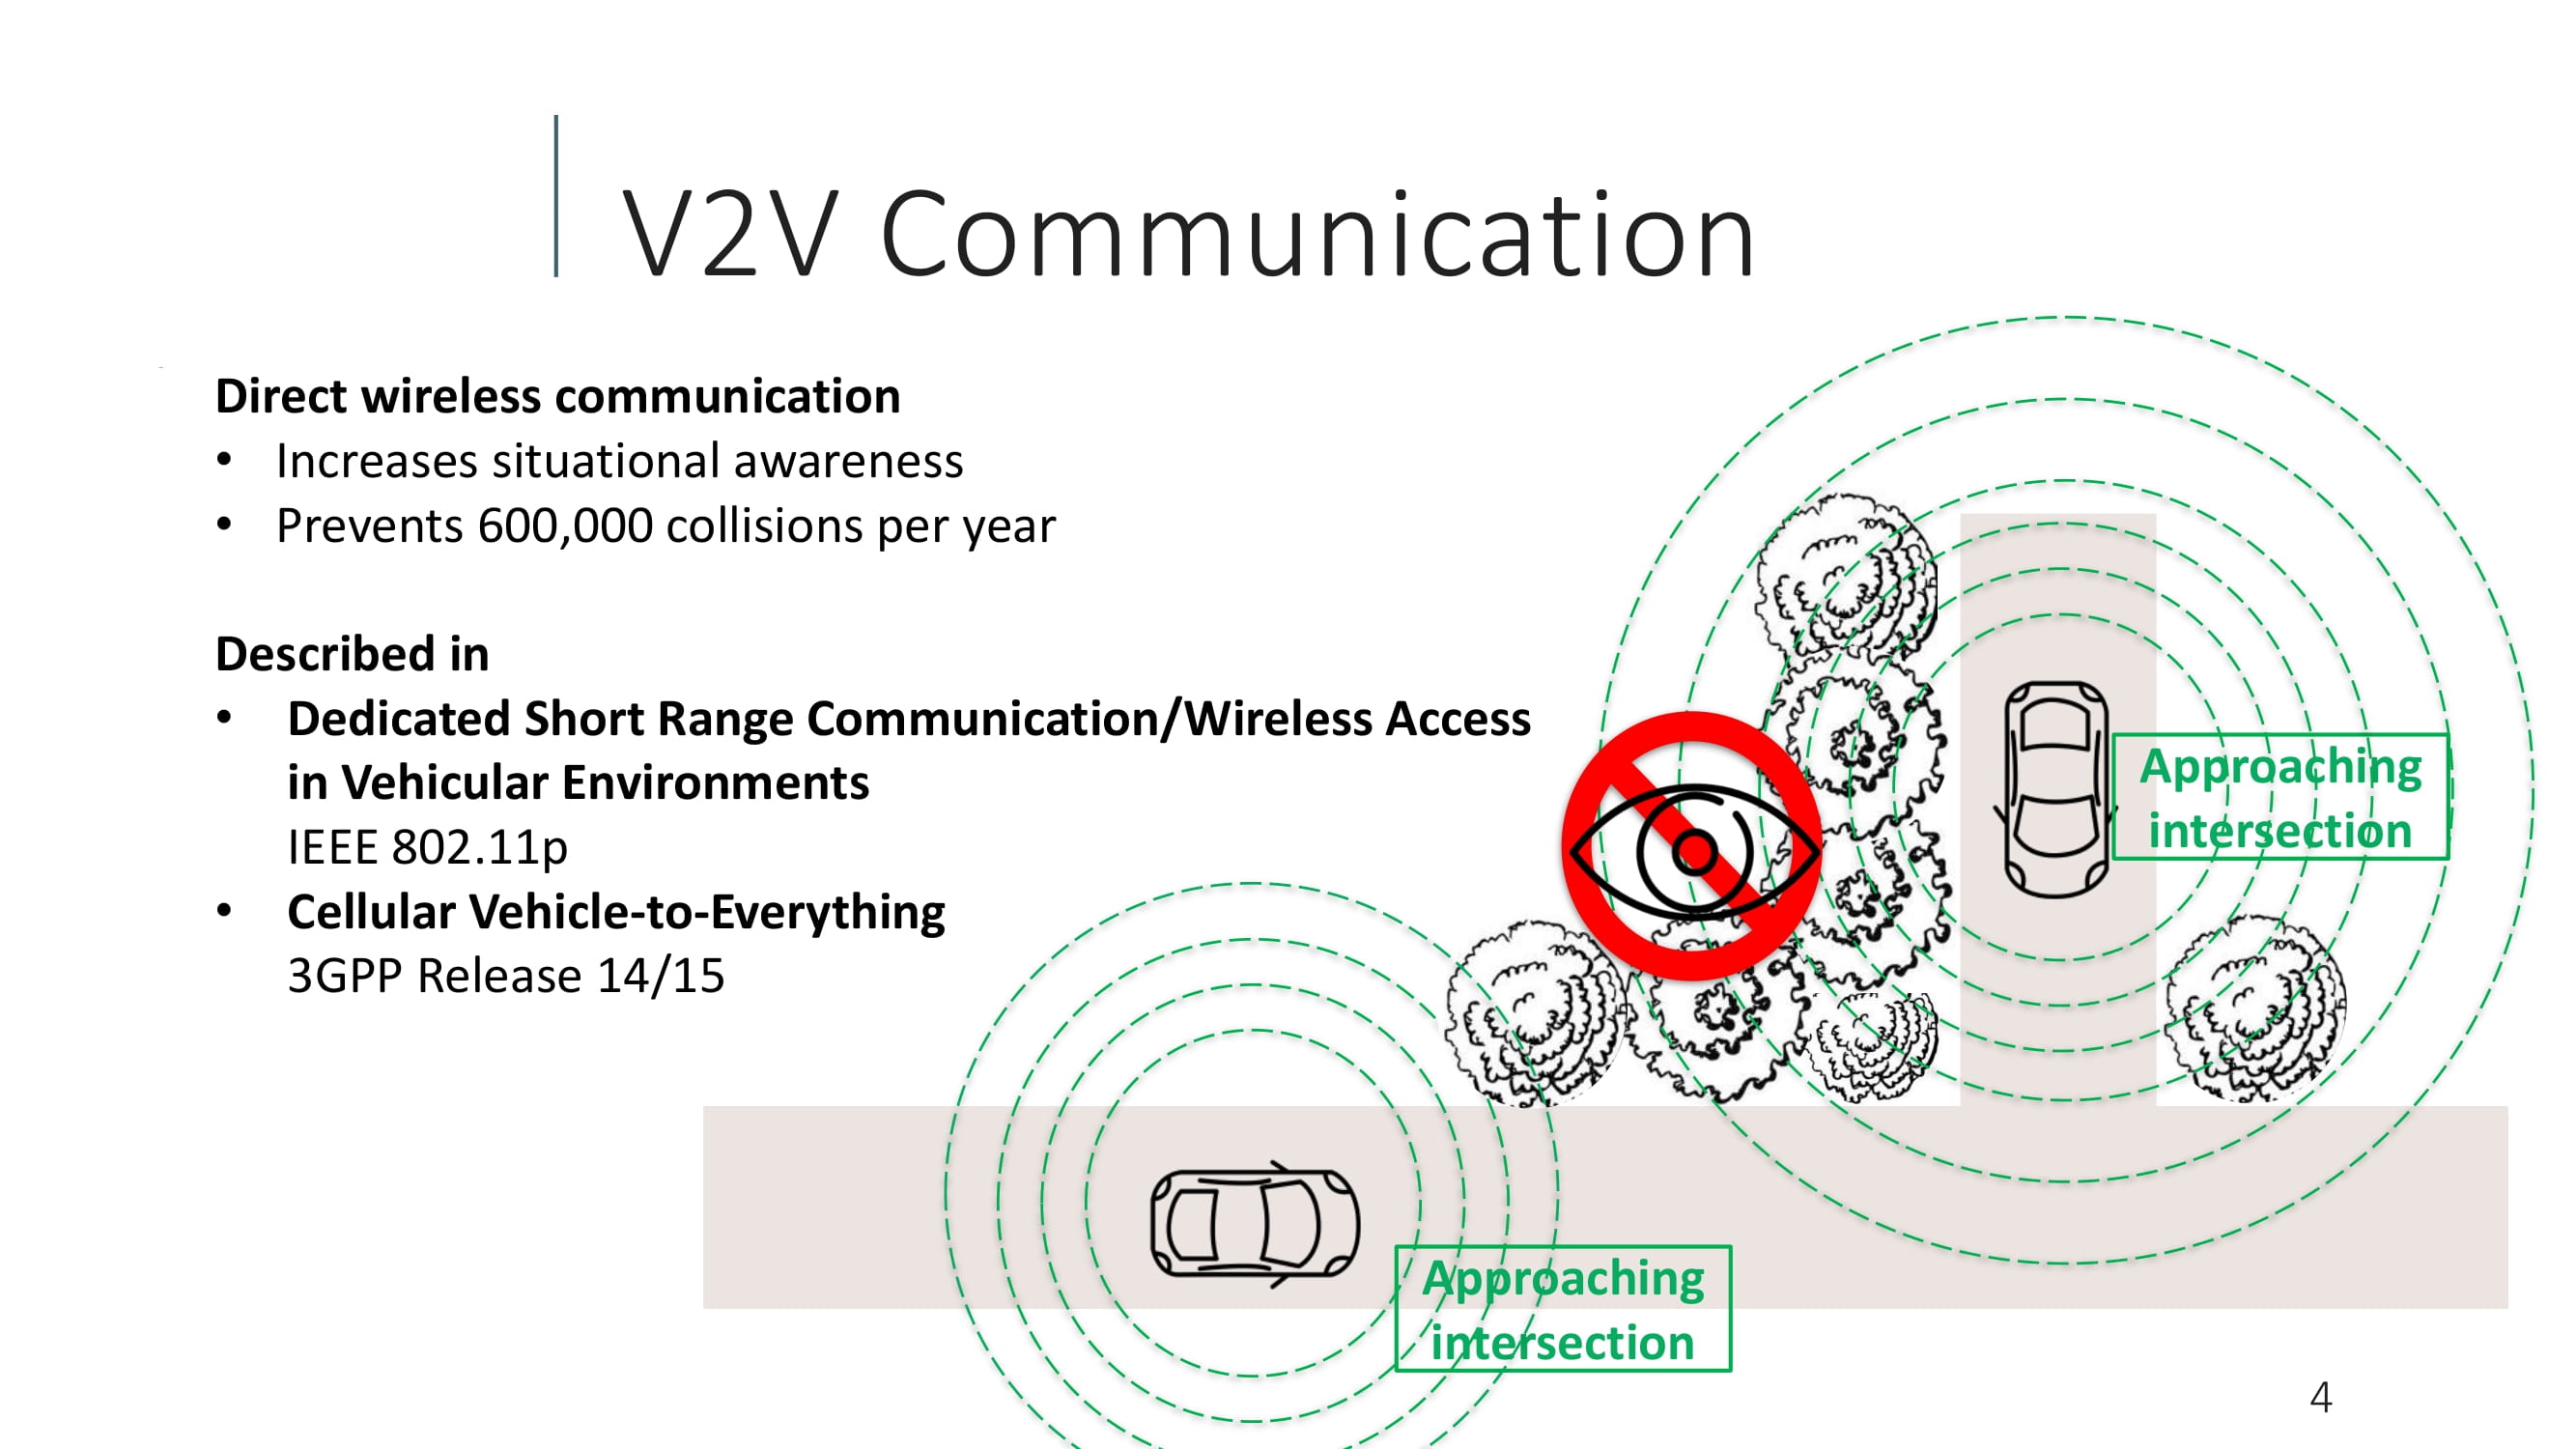 V2V Communication
Direct wireless communication
• Increases situational awareness
• Prevents 600,000 collisions per year
Described in
• Dedicated Short Range Communication/Wireless Access
in Vehicular Environments
IEEE 802.11p
• Cellular Vehicle-to-Everything
3GPP Release 14/15
Approaching
intersection
Approaching
intersection
4